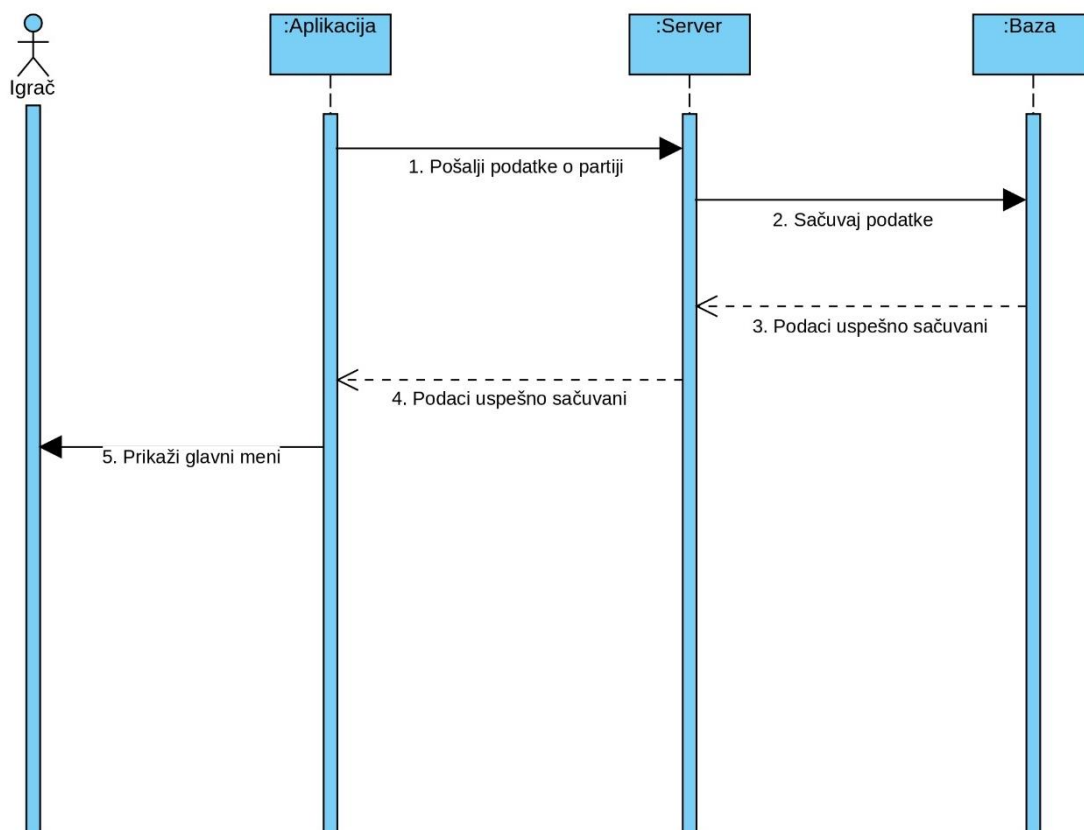 :Aplikacija
:Server
:Baza
Igrač
1. Pošalji podatke o partiji
2. Sačuvaj podatke
3. Podaci uspešno sačuvani
4. Podaci uspešno sačuvani
5. Prikaži glavni meni